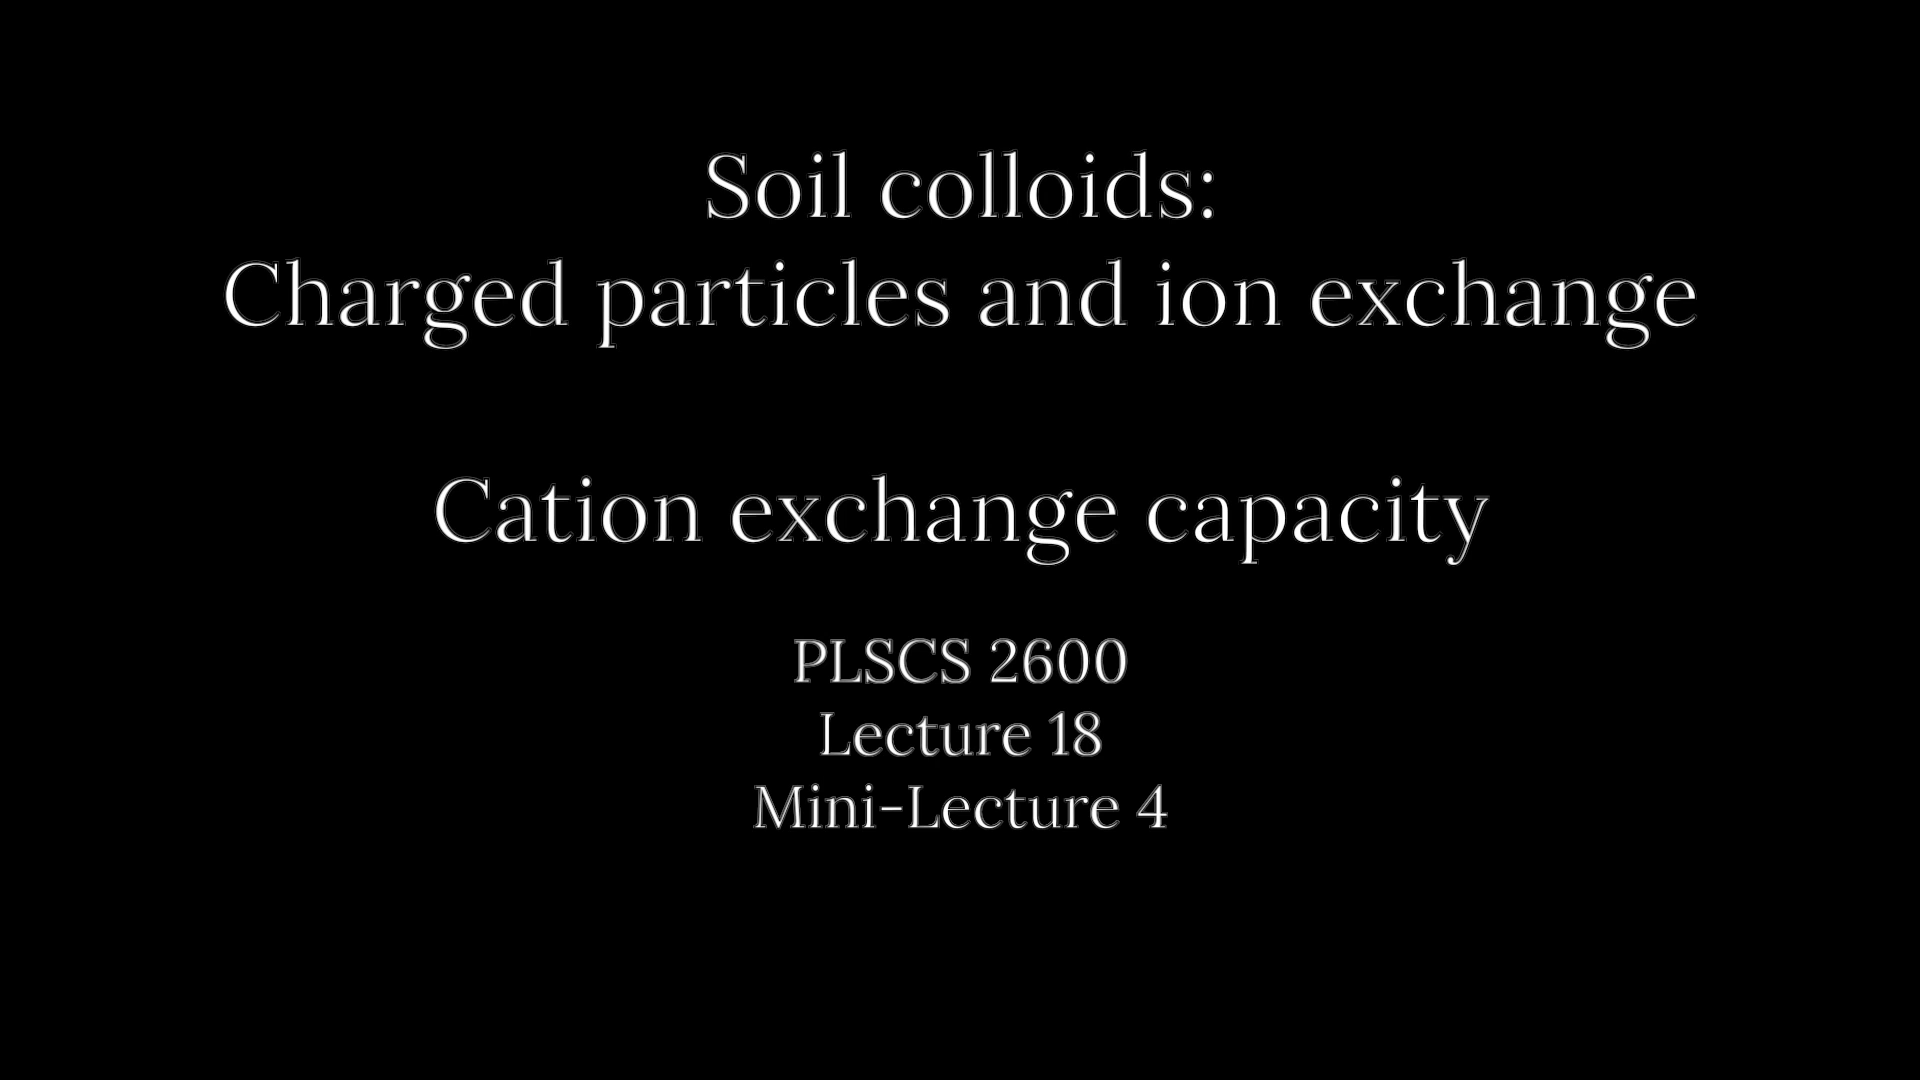 Soil colloids:
Charged particles and ion exchange
Cation exchange capacity
PLSCS 2600
Lecture 18
Mini-Lecture 4